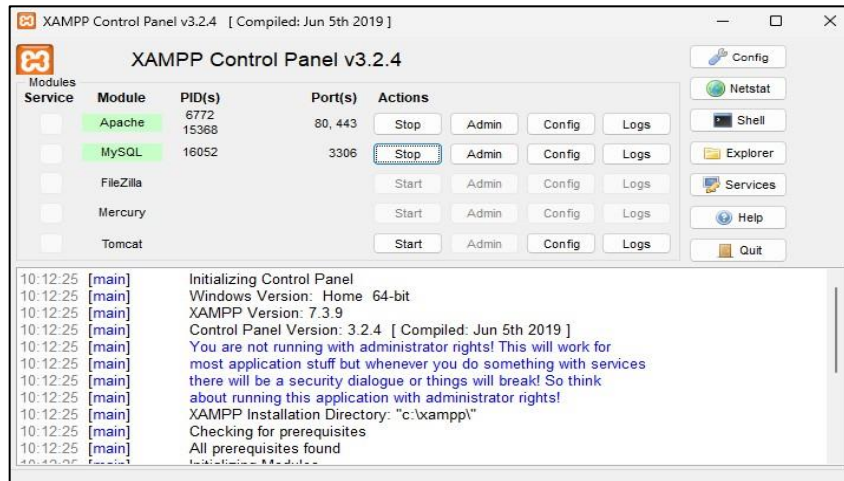 XAMPP Control Panel v3.2.4 [ Compiled: Jun 5th 2019 ]
XAMPP Control Panel v3.2.4
Config
Modules
Service Module PID(s) Port(s) Actions
Netstat
Apache 6772 15368 80, 443 Stop Admin Config Logs
Shell
MySQL 16052 3306 Stop Admin Config Logs
Explorer
FileZilla Start Admin Config Logs
Services
Mercury Start Admin Config Logs
Help
Tomcat Start Admin Config Logs
Quit
10:12:25 [main] Initializing Control Panel
10:12:25 [main] Windows Version: Home 64-bit
10:12:25 [main] XAMPP Version: 7.3.9
10:12:25 [main] Control Panel Version: 3.2.4 [ Compiled: Jun 5th 2019 ]
10:12:25 [main] You are not running with administrator rights! This will work for
10:12:25 [main] most application stuff but whenever you do something with services
10:12:25 [main] there will be a security dialogue or things will break! So think
10:12:25 [main] about running this application with administrator rights!
10:12:25 [main] XAMPP Installation Directory: "c:\xampp\"
10:12:25 [main] Checking for prerequisites
10:12:25 [main] All prerequisites found